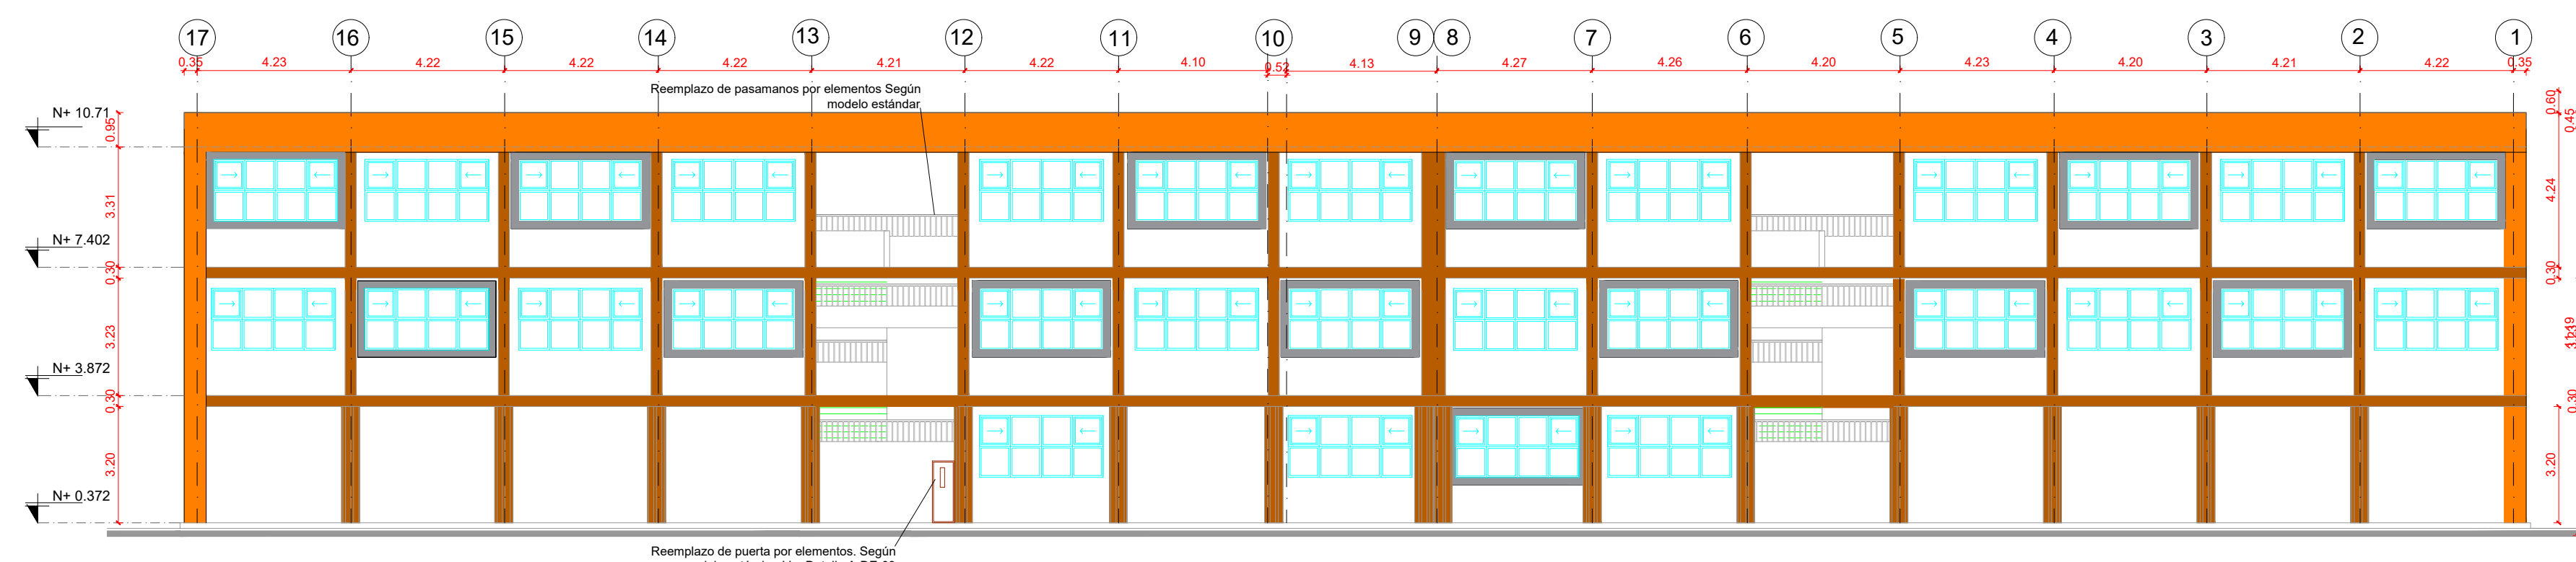 17 16 15 14 13 12 11 10 9 8 7 6 5 4 3 2 1
0.35 4.23 4.22 4.22 4.22 4.21 4.22 4.10 0.52 4.13 4.27 4.26 4.20 4.23 4.20 4.21 4.22 0.35
Reemplazo de pasamanos por elementos Según
modelo estándar
N+ 10.71
0.95
0.60
0.45
3.31
4.24
N+ 7.402
0.30
0.30
3.23
N+ 3.872
0.30
0.30
3.20
3.20
N+ 0.372
Reemplazo de puerta por elementos. Según